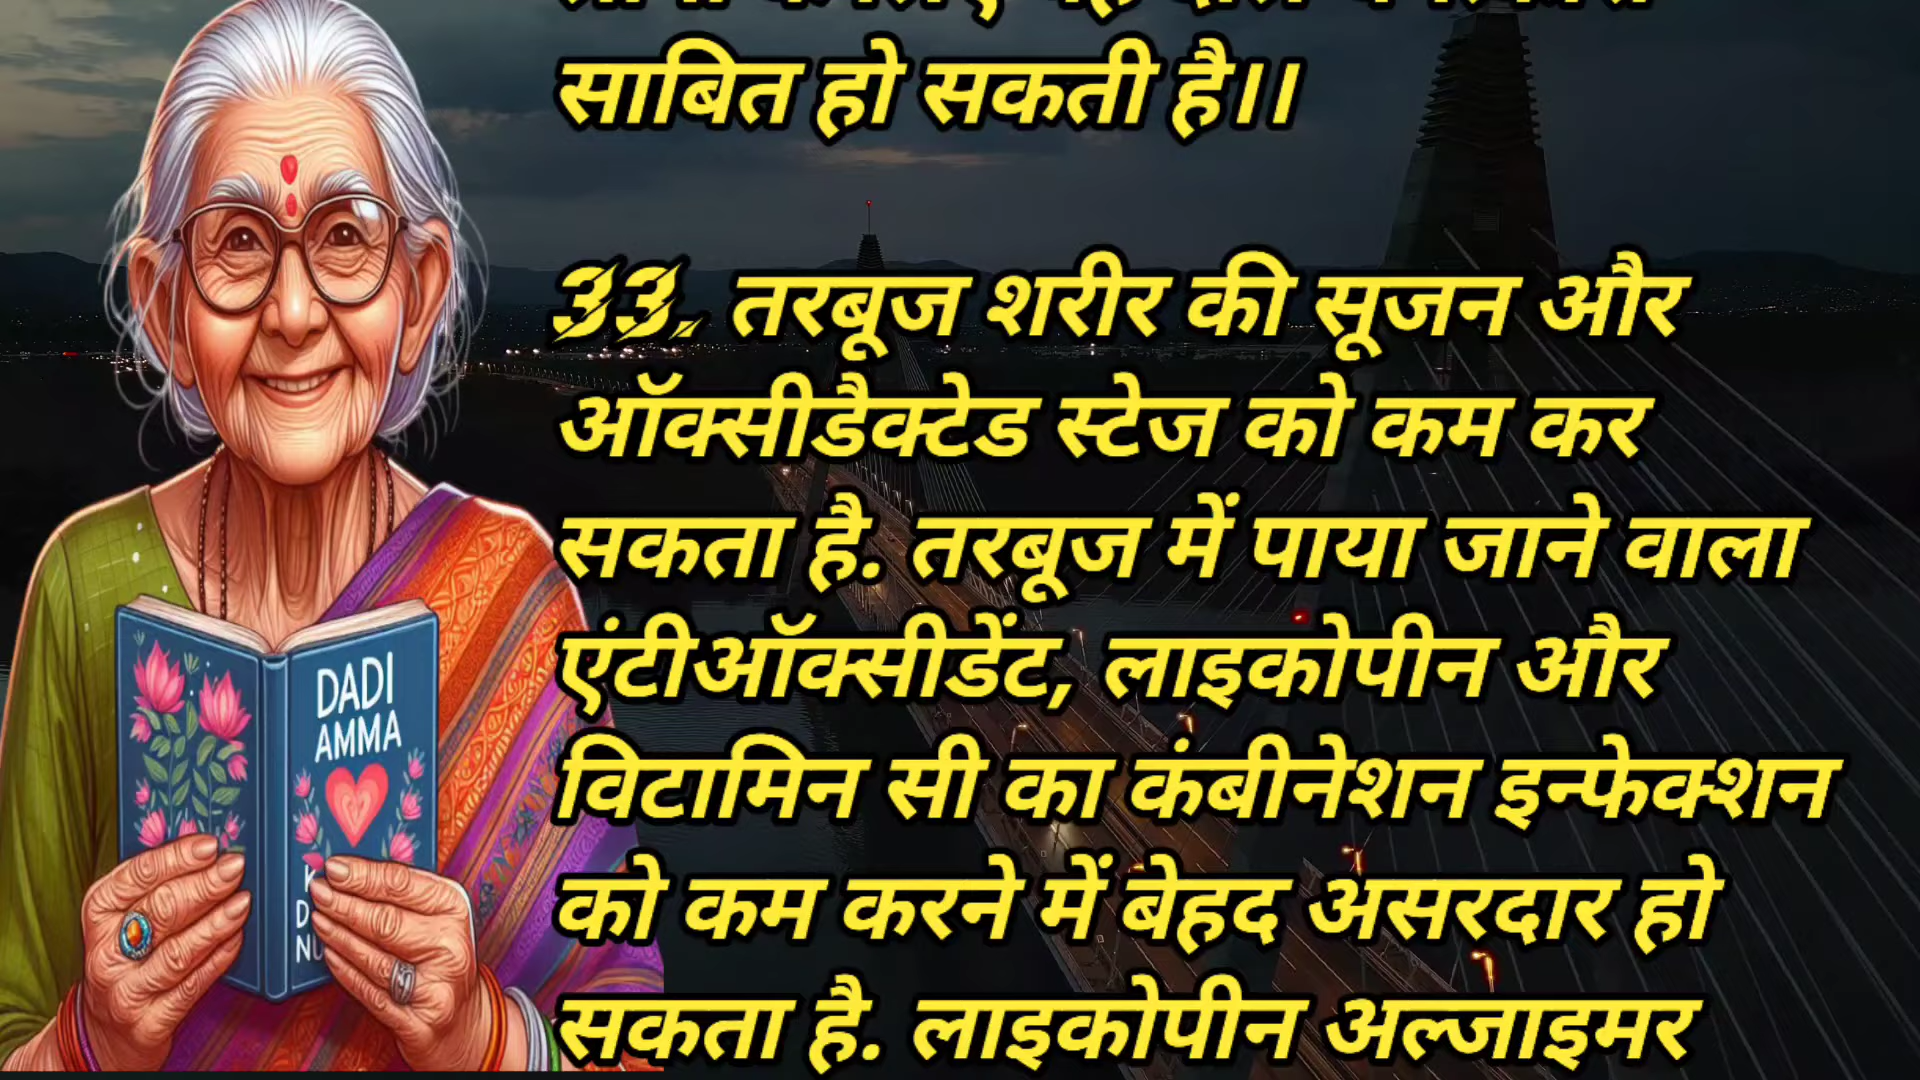 साबित हो सकती है।।
33. तरबूज शरीर की सूजन और
ऑक्सीडैक्टेड स्टेज को कम कर
सकता है. तरबूज में पाया जाने वाला
एंटीऑक्सीडेंट, लाइकोपीन और
विटामिन सी का कंबीनेशन इन्फेक्शन
को कम करने में बेहद असरदार हो
सकता है. लाइकोपीन अल्जाइमर
DADI
AMMA